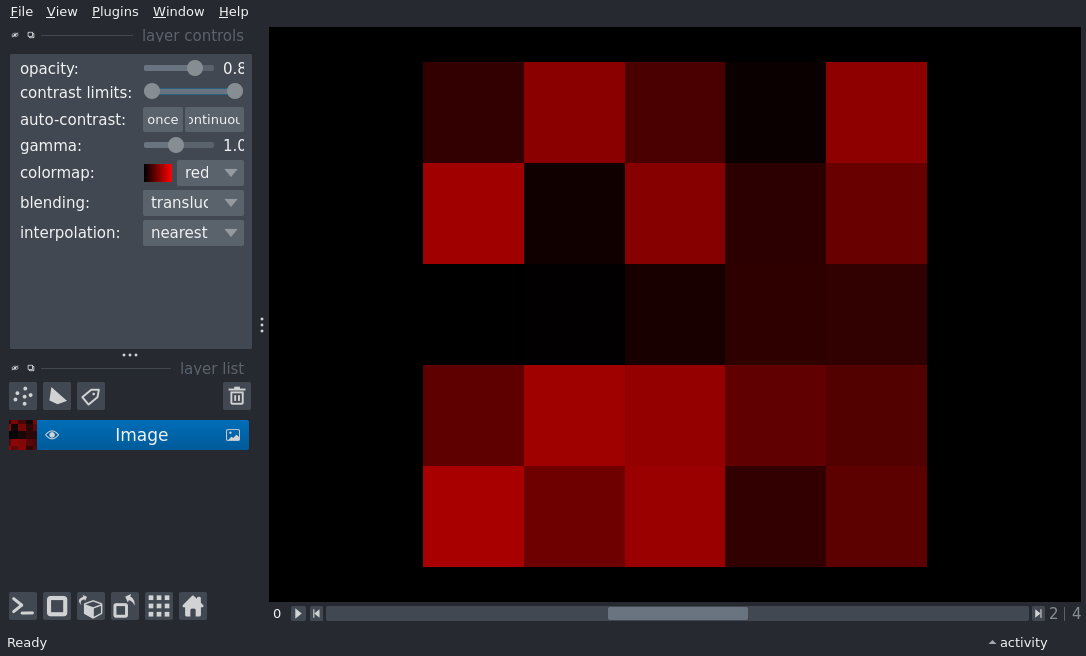 File View Plugins Window Help
layer controls
opacity: 0.8
contrast limits:
auto-contrast: once ontinuou
gamma: 1.0
colormap: red
blending: transluc
interpolation: nearest
layer list
Image
0 2 | 4
Ready activity